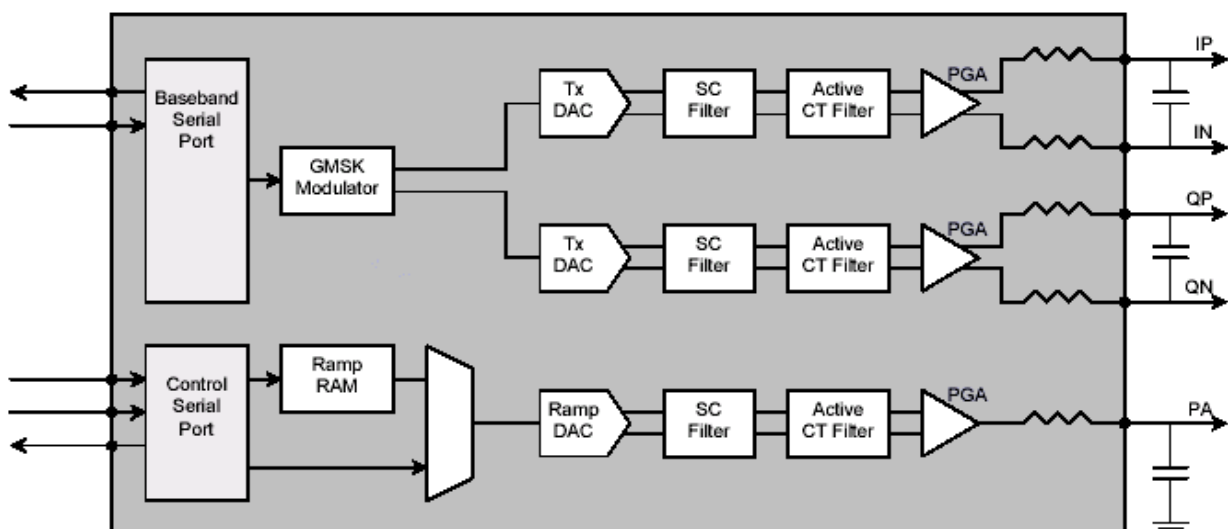 Baseband
Serial
Port
GMSK
Modulator
Tx
DAC
SC
Filter
Active
CT Filter
PGA
IP
IN
Tx
DAC
SC
Filter
Active
CT Filter
PGA
QP
QN
Control
Serial
Port
Ramp
RAM
Ramp
DAC
SC
Filter
Active
CT Filter
PGA
PA